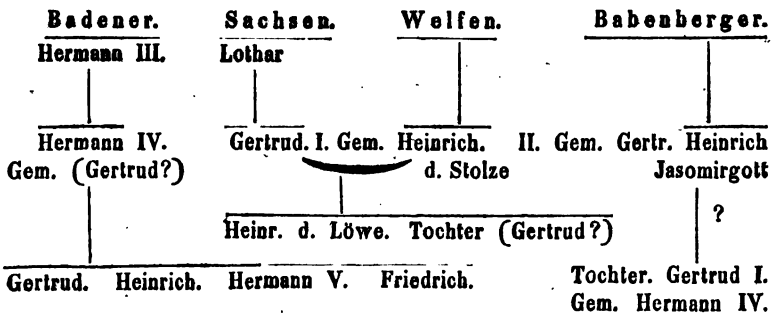 Badener. Sachsen. Welfen. Babenberger.
Hermann III. Lothar
Hermann IV. Gertrud. I. Gem. Heinrich. II. Gem. Gertr. Heinrich
Gem. (Gertrud?) d. Stolze Jasomirgott
?
Heinr. d. Löwe. Tochter (Gertrud?)
Gertrud. Heinrich. Hermann V. Friedrich. Tochter. Gertrud I.
Gem. Hermann IV.